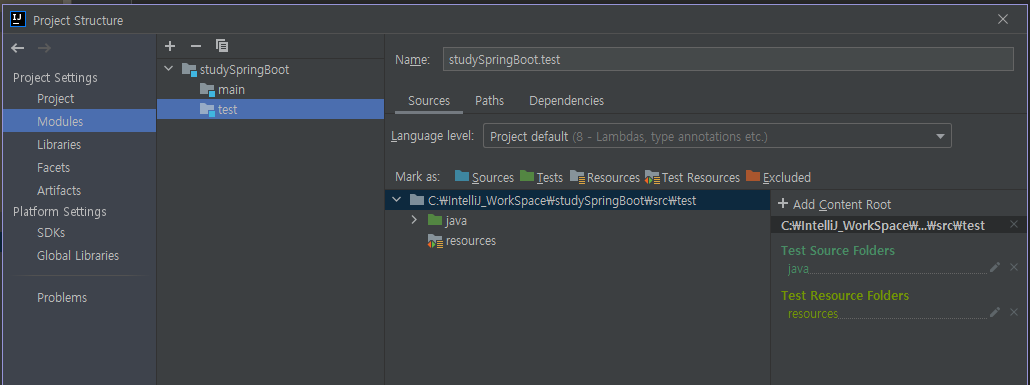 IJ Project Structure
Project Settings
Project
Modules
Libraries
Facets
Artifacts
Platform Settings
SDKs
Global Libraries
Problems
studySpringBoot
main
test
Name: studySpringBoot.test
Sources Paths Dependencies
Language level: Project default (8 - Lambdas, type annotations etc.)
Mark as: Sources Tests Resources Test Resources Excluded
C:₩IntelliJ_WorkSpace₩studySpringBoot₩src₩test
java
resources
+ Add Content Root
C:₩IntelliJ_WorkSpace₩...₩src₩test
Test Source Folders
java
Test Resource Folders
resources